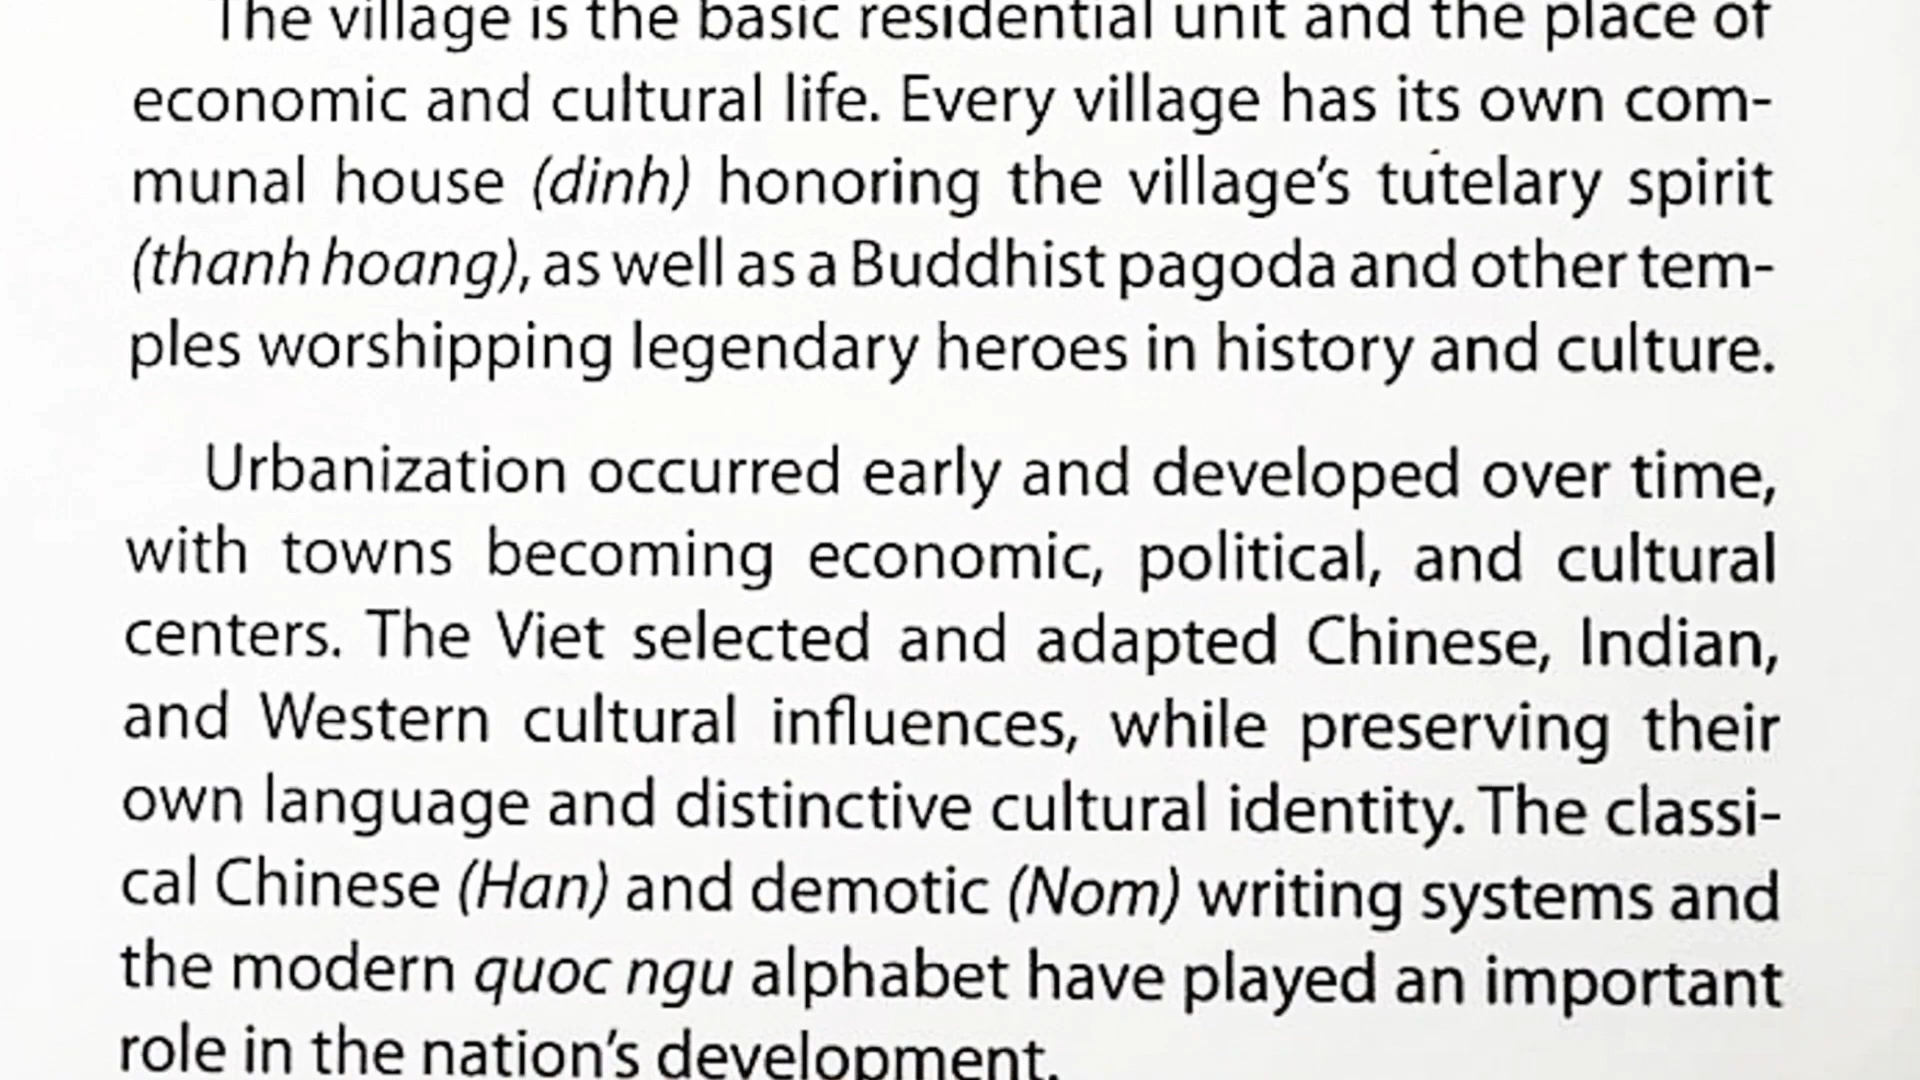 The village is the basic residential unit and the place of
economic and cultural life. Every village has its own com-
munal house (dinh) honoring the village's tutelary spirit
(thanh hoang), as well as a Buddhist pagoda and other tem-
ples worshipping legendary heroes in history and culture.
Urbanization occurred early and developed over time,
with towns becoming economic, political, and cultural
centers. The Viet selected and adapted Chinese, Indian,
and Western cultural influences, while preserving their
own language and distinctive cultural identity. The classi-
cal Chinese (Han) and demotic (Nom) writing systems and
the modern quoc ngu alphabet have played an important
role in the nation's development.